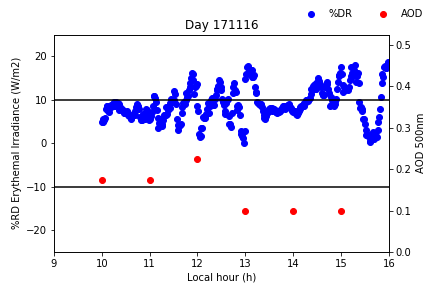 %DR AOD
Day 171116
%RD Erythemal Irradiance (W/m2)
20
10
0
−10
−20
0.5
0.4
0.3
0.2
0.1
0.0
AOD 500nm
9 10 11 12 13 14 15 16
Local hour (h)